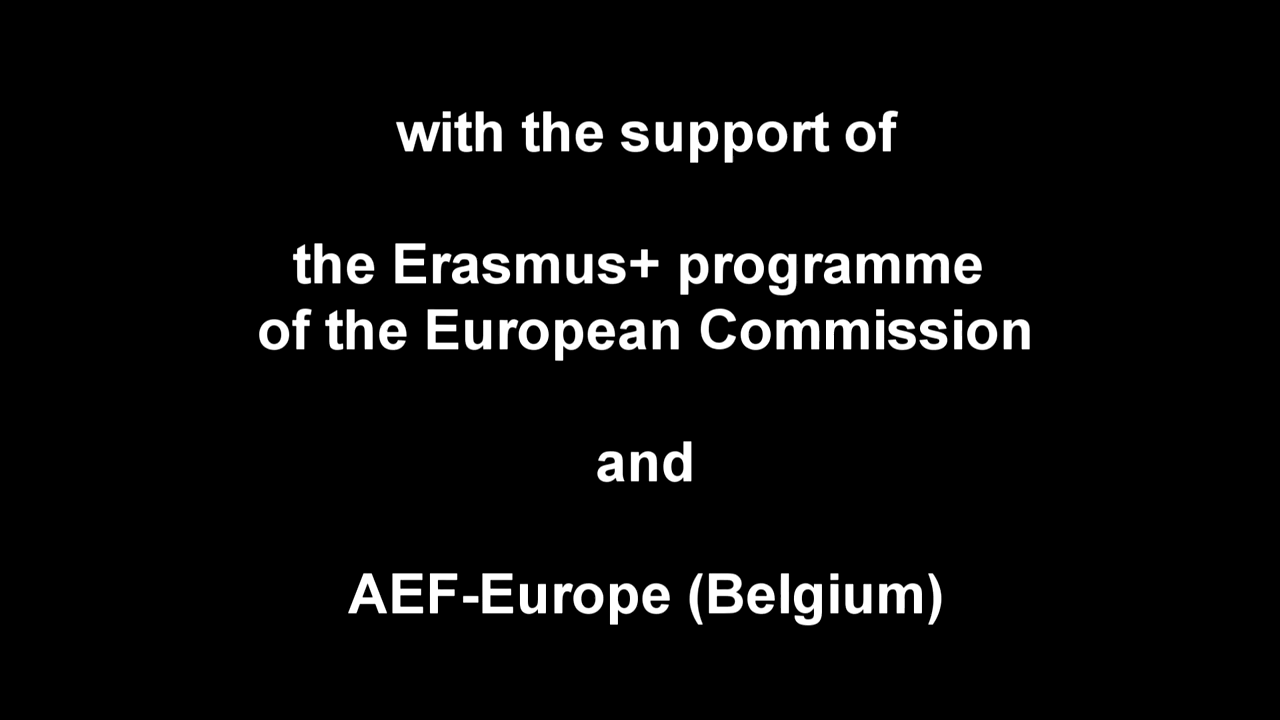 with the support of
the Erasmus+ programme
of the European Commission
and
AEF-Europe (Belgium)